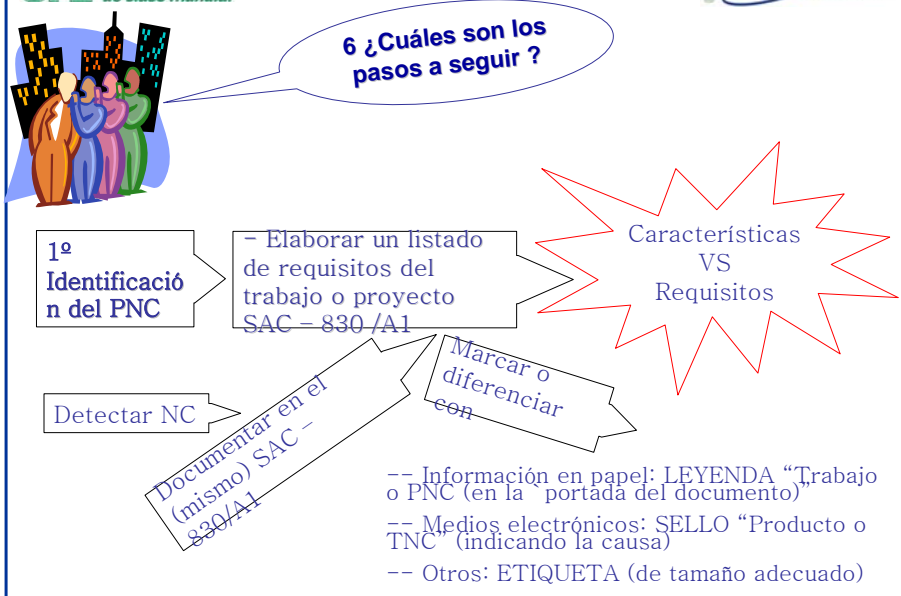 de clase mundial
6 ¿Cuáles son los
pasos a seguir ?
1º
Identificació
n del PNC
- Elaborar un listado
de requisitos del
trabajo o proyecto
SAC – 830 /A1
Características
VS
Requisitos
Detectar NC
Documentar en el
(mismo) SAC –
830/A1
Marcar o
diferenciar
con
-- Información en papel: LEYENDA “Trabajo
o PNC (en la `portada del documento)”
-- Medios electrónicos: SELLO “Producto o
TNC” (indicando la causa)
-- Otros: ETIQUETA (de tamaño adecuado)